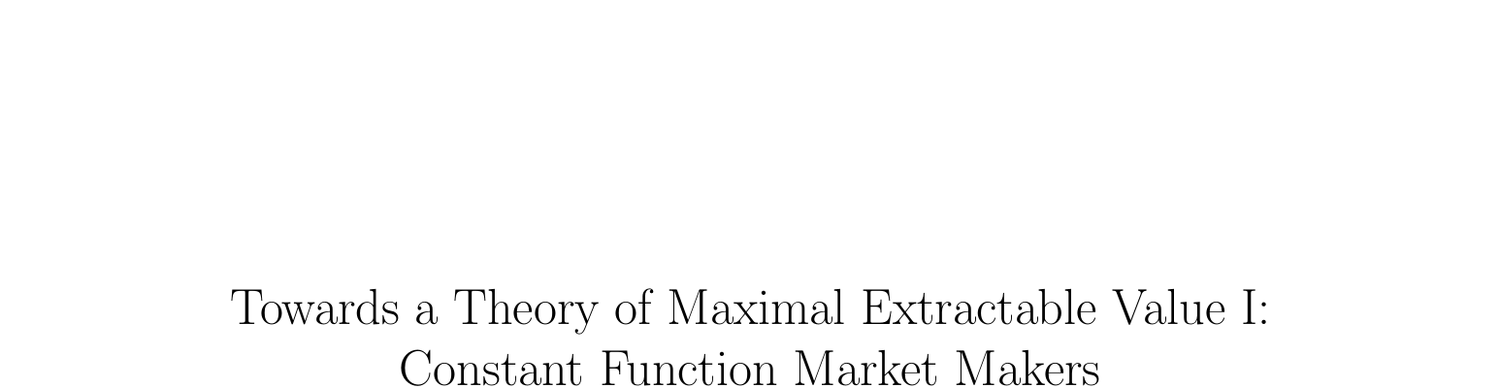 Towards a Theory of Maximal Extractable Value I:
Constant Function Market Makers